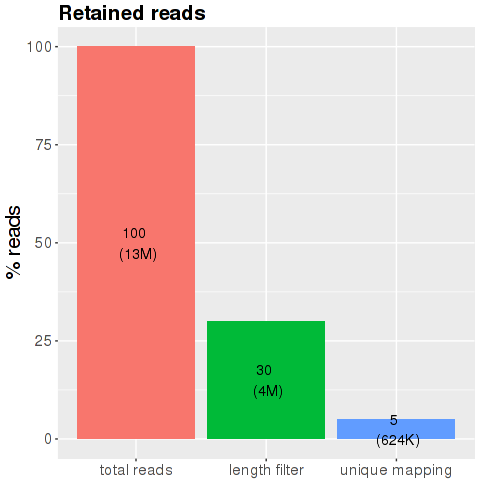 Retained reads
% reads
100
75
50
25
0
100
(13M)
30
(4M)
5
(624K)
total reads
length filter
unique mapping